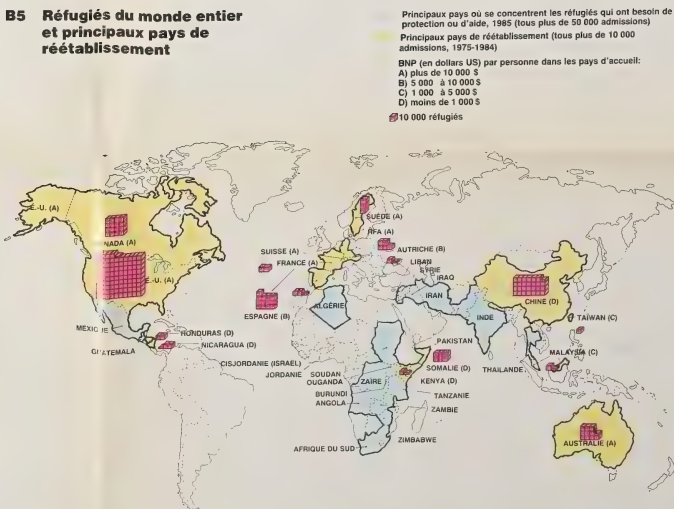 B5 Réfugiés du monde entier
et principaux pays de
réétablissement
Principaux pays où se concentrent les réfugiés qui ont besoin de
protection ou d'aide, 1985 (tous plus de 50 000 admissions)
Principaux pays de réétablissement (tous plus de 10 000
admissions, 1975-1984)
BNP (en dollars US) par personne dans les pays d'accueil:
A) plus de 10 000 $
B) 5 000 à 10 000 $
C) 1 000 à 5 000 $
D) moins de 1 000 $
10 000 réfugiés
É.-U. (A)
NADA (A)
É.-U. (A)
SUÈDE (A)
RFA (A)
SUISSE (A)
AUTRICHE (B)
FRANCE (A)
LIBAN
SYRIE
IRAQ
IRAN
CHINE (D)
ESPAGNE (B)
ALGÉRIE
INDE
TAÏWAN (C)
HONDURAS (D)
NICARAGUA (D)
GUATEMALA
PAKISTAN
MALAYSIA (C)
CISJORDANIE (ISRAEL)
SOMALIE (D)
THAILANDE
JORDANIE
SOUDAN
KENYA (D)
OUGANDA
ZAÏRE
BURUNDI
TANZANIE
ANGOLA
ZAMBIE
ZIMBABWE
AFRIQUE DU SUD
AUSTRALIE (A)